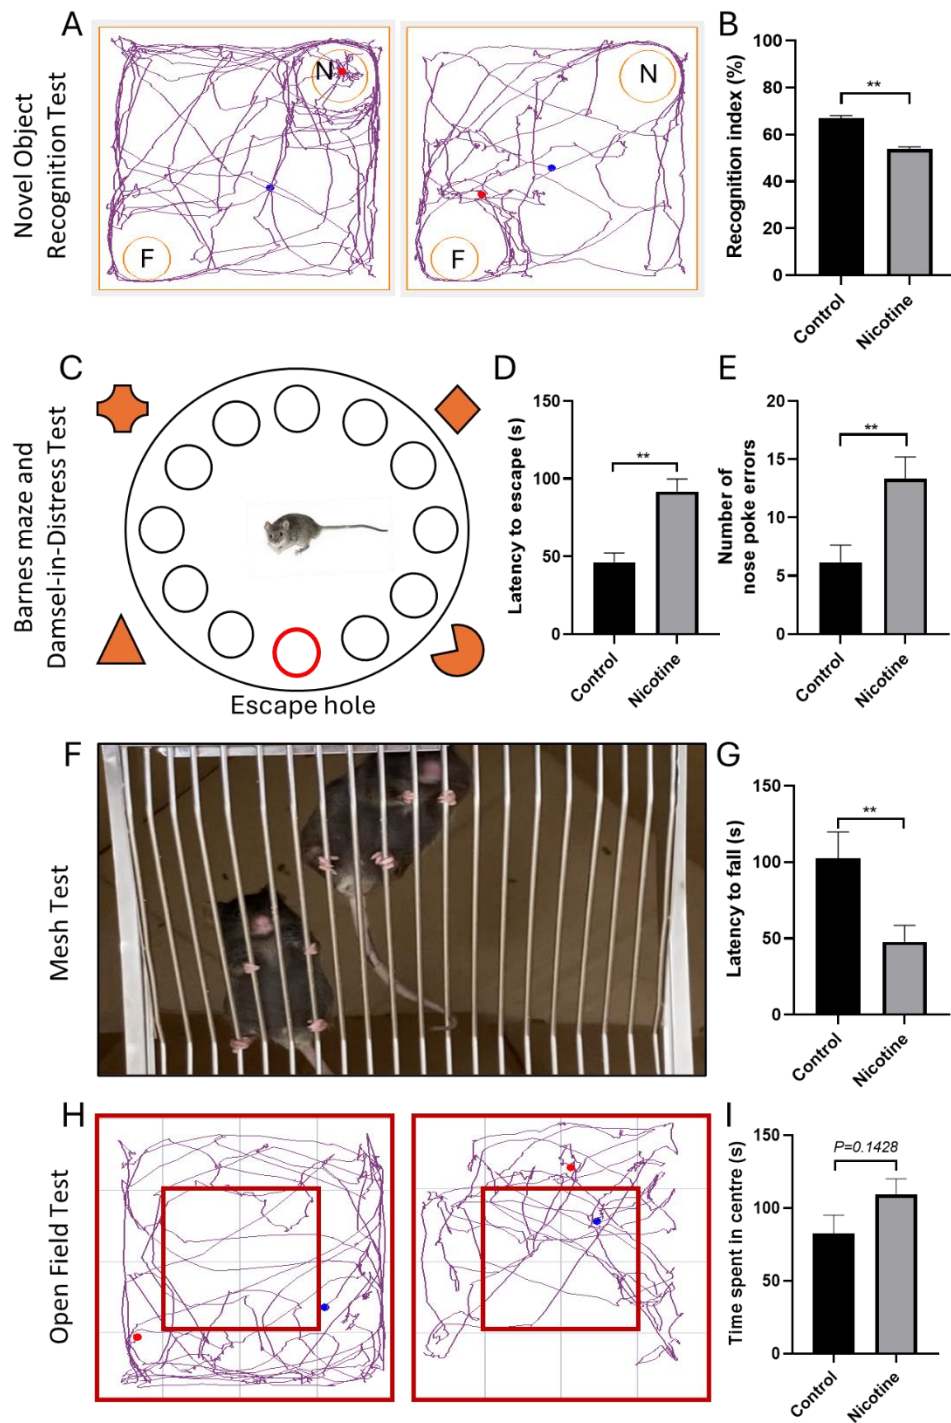 A
Novel Object
Recognition Test
N
F
N
F
B
Recognition index (%)
100
80
60
40
20
0
**
Control
Nicotine
C
Barnes maze and
Damsel-in-Distress Test
Escape hole
D
Latency to escape (s)
150
100
50
0
**
Control
Nicotine
E
Number of
nose poke errors
20
15
10
5
0
**
Control
Nicotine
F
Mesh Test
G
Latency to fall (s)
150
100
50
0
**
Control
Nicotine
H
Open Field Test
I
Time spent in centre (s)
150
100
50
0
P=0.1428
Control
Nicotine